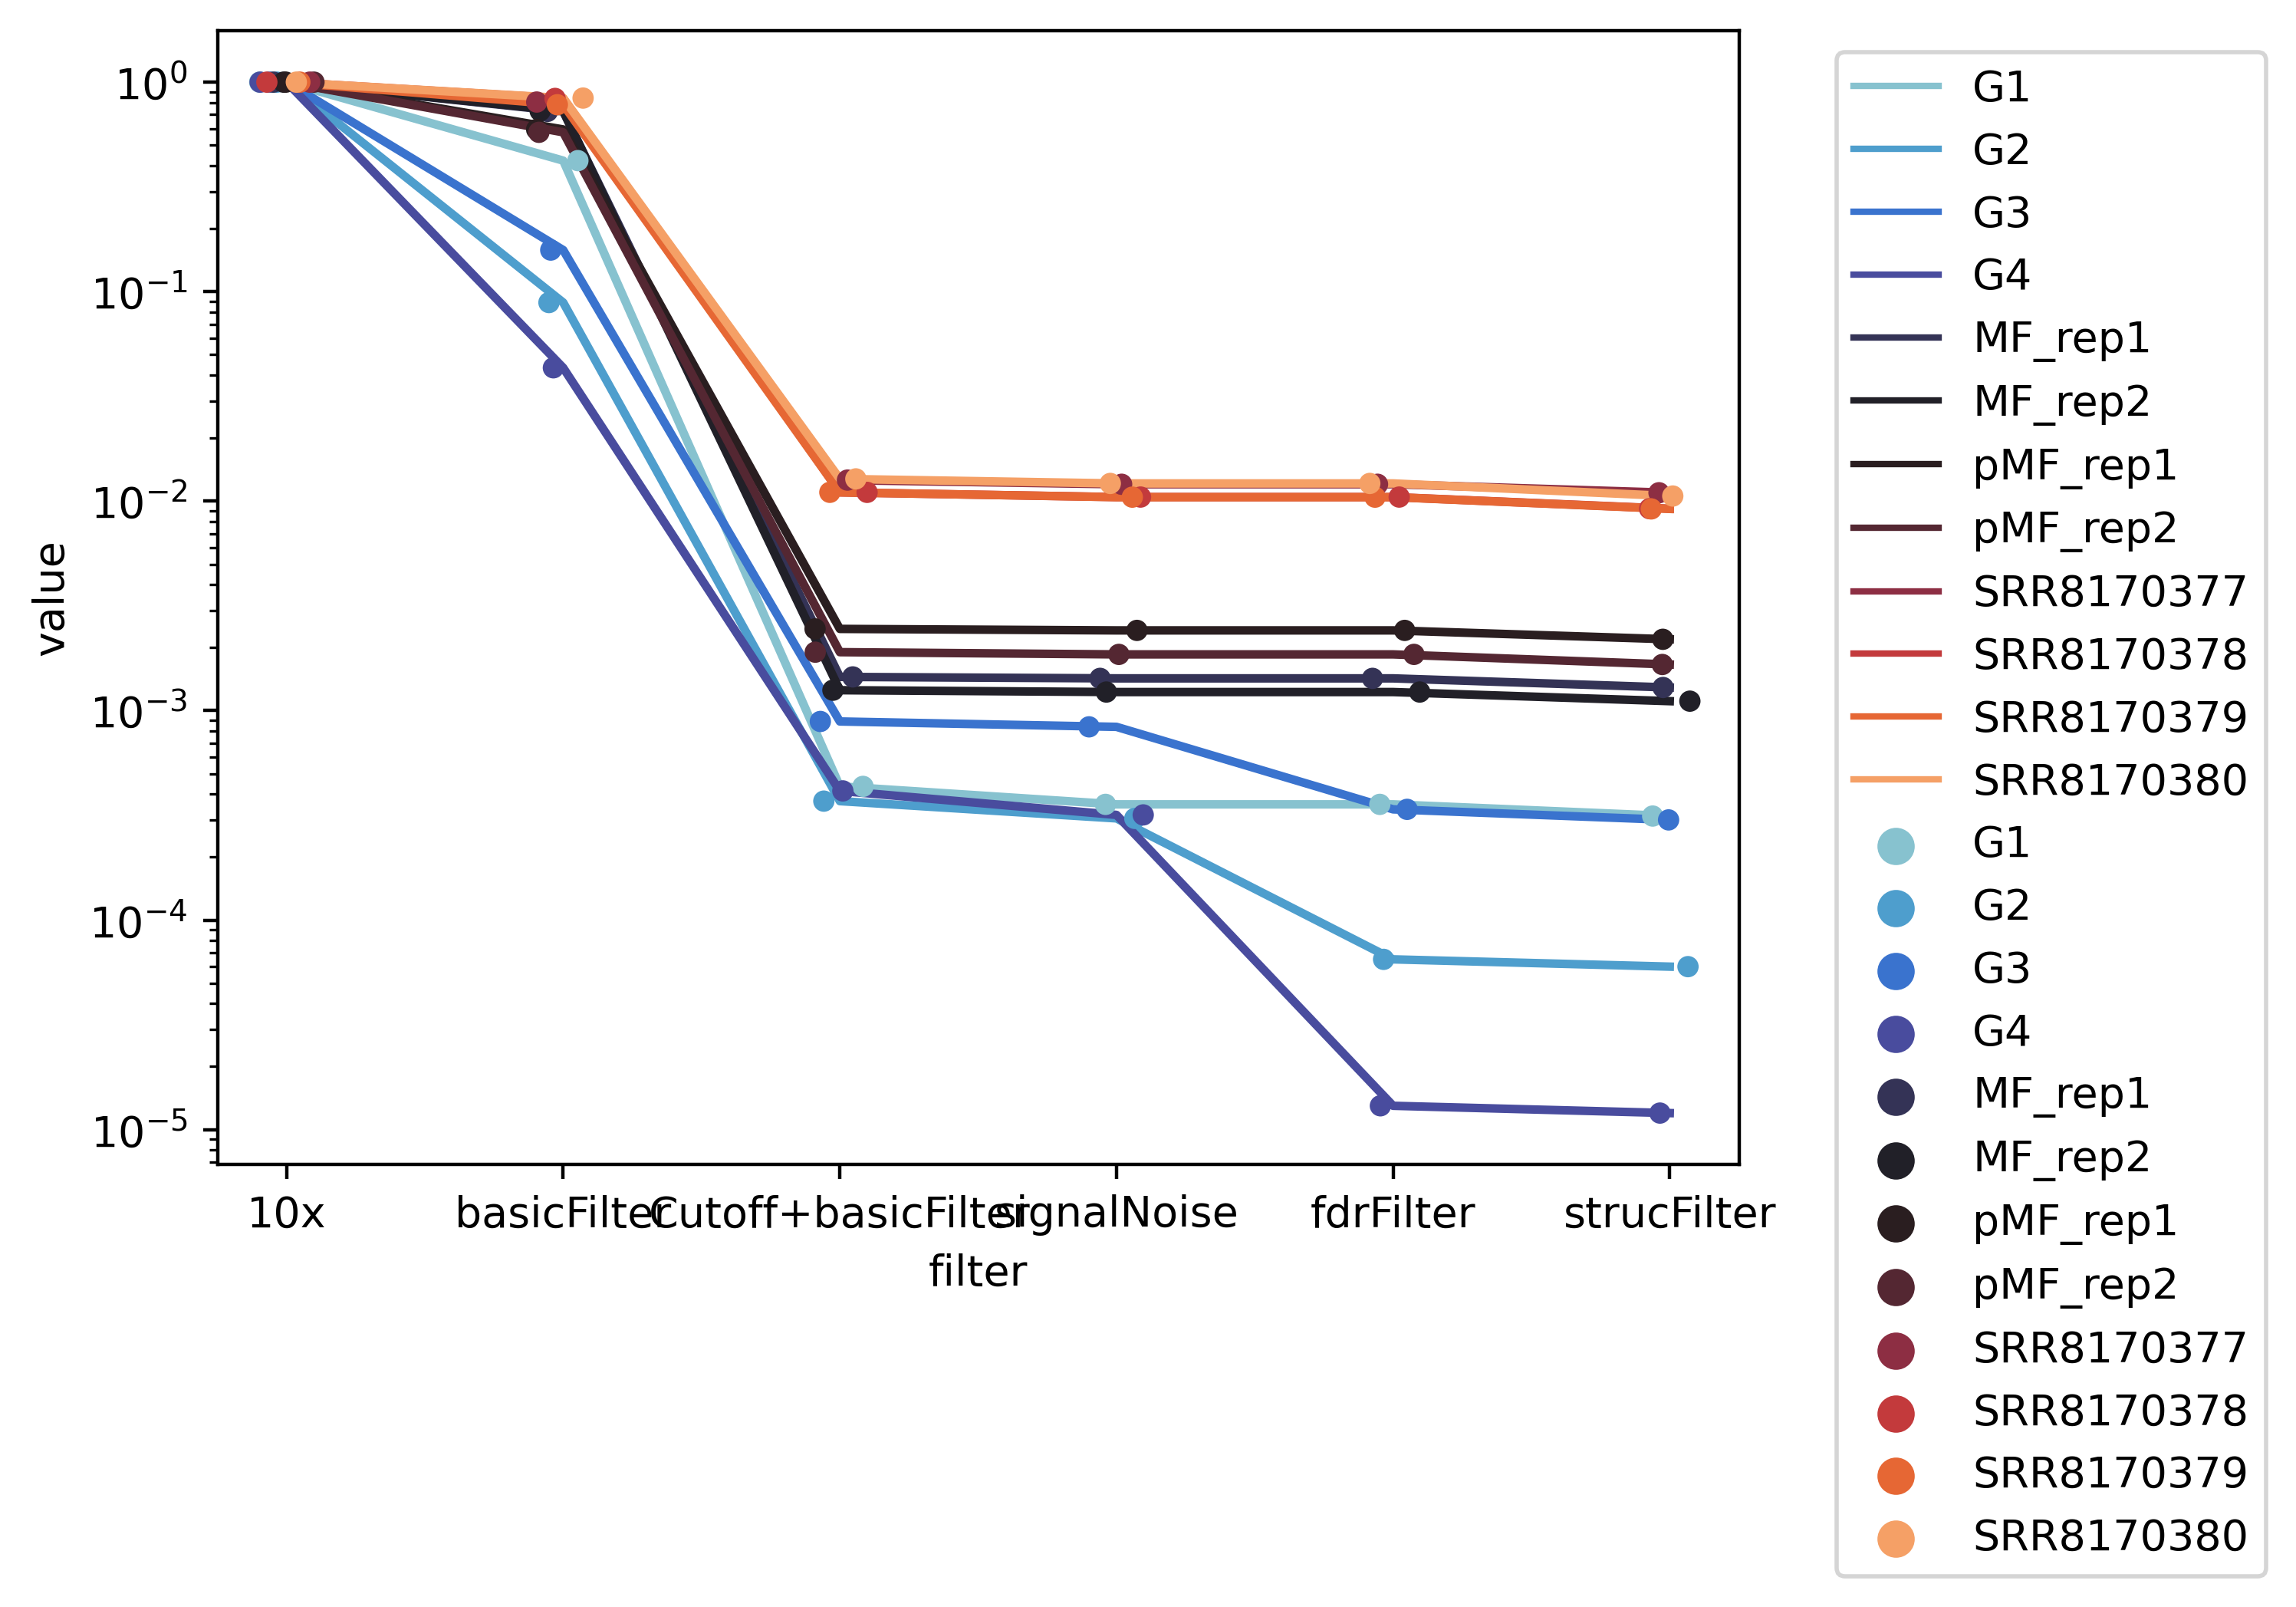 10⁰
10⁻¹
10⁻²
10⁻³
10⁻⁴
10⁻⁵
value
10x
basicFilter
Cutoff+basicFilter
signalNoise
fdrFilter
strucFilter
filter
G1
G2
G3
G4
MF_rep1
MF_rep2
pMF_rep1
pMF_rep2
SRR8170377
SRR8170378
SRR8170379
SRR8170380
G1
G2
G3
G4
MF_rep1
MF_rep2
pMF_rep1
pMF_rep2
SRR8170377
SRR8170378
SRR8170379
SRR8170380